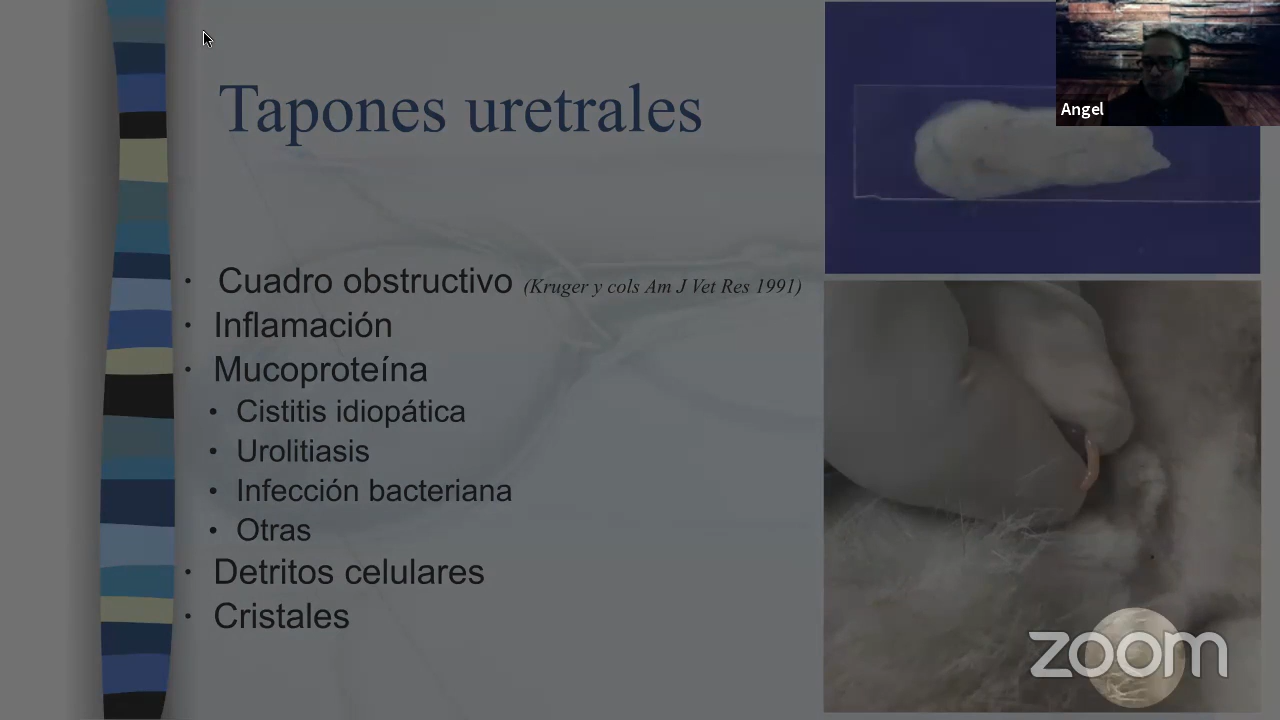 Tapones uretrales
Angel
• Cuadro obstructivo (Kruger y cols Am J Vet Res 1991)
• Inflamación
• Mucoproteína
• Cistitis idiopática
• Urolitiasis
• Infección bacteriana
• Otras
• Detritos celulares
• Cristales
zoom